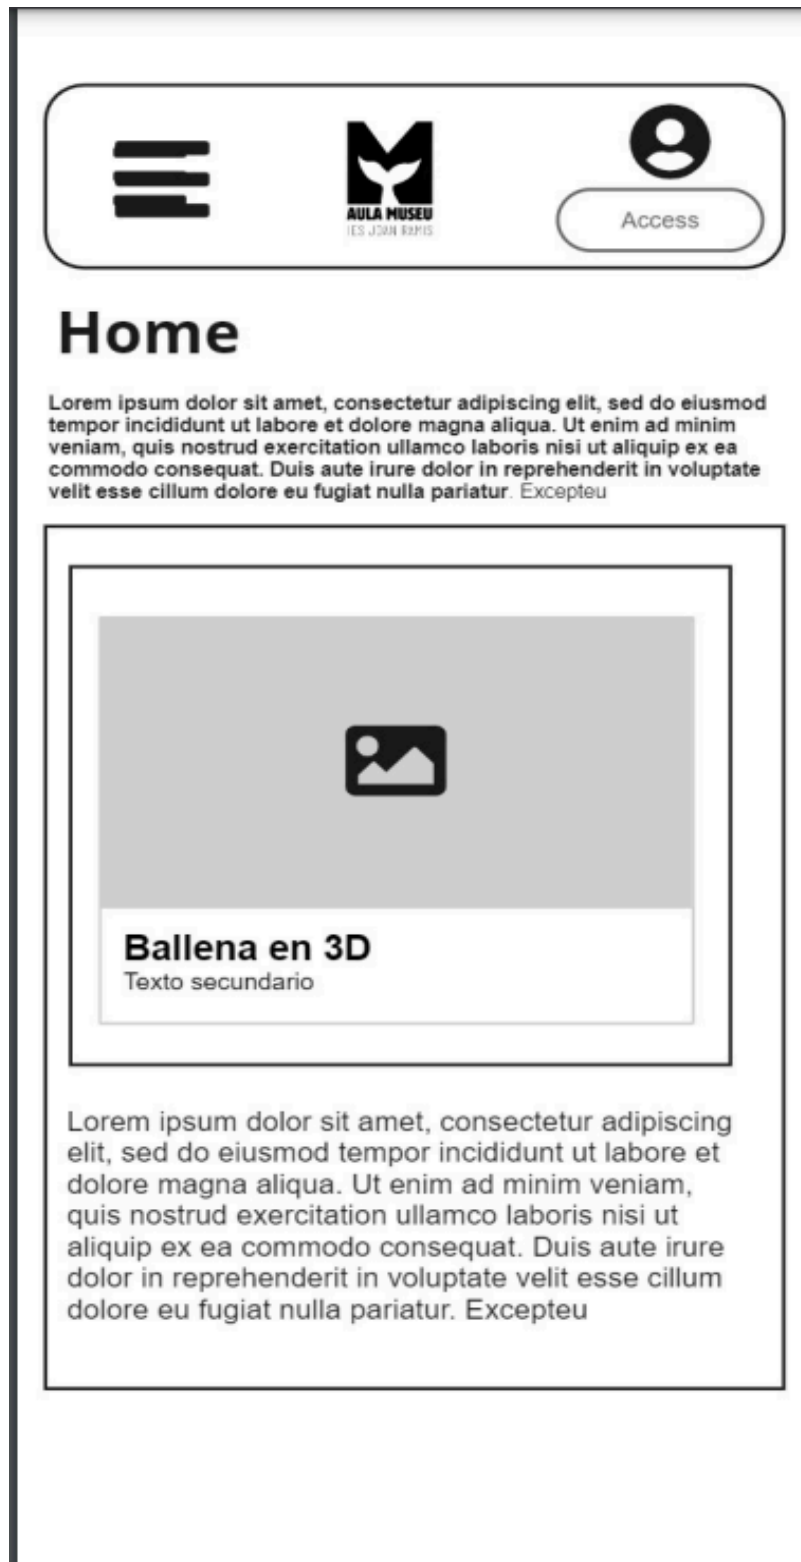 AULA MUSEU
IES JOAN RAMIS
Access
Home
Lorem ipsum dolor sit amet, consectetur adipiscing elit, sed do eiusmod
tempor incididunt ut labore et dolore magna aliqua. Ut enim ad minim
veniam, quis nostrud exercitation ullamco laboris nisi ut aliquip ex ea
commodo consequat. Duis aute irure dolor in reprehenderit in voluptate
velit esse cillum dolore eu fugiat nulla pariatur. Excepteu
Ballena en 3D
Texto secundario
Lorem ipsum dolor sit amet, consectetur adipiscing
elit, sed do eiusmod tempor incididunt ut labore et
dolore magna aliqua. Ut enim ad minim veniam,
quis nostrud exercitation ullamco laboris nisi ut
aliquip ex ea commodo consequat. Duis aute irure
dolor in reprehenderit in voluptate velit esse cillum
dolore eu fugiat nulla pariatur. Excepteu